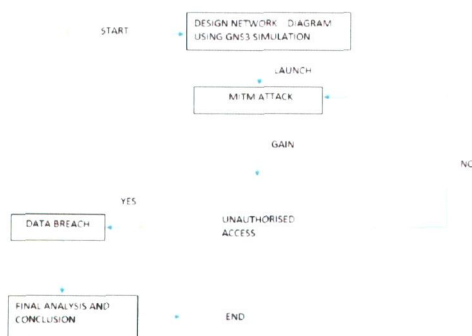 START
DESIGN NETWORK DIAGRAM
USING GNS3 SIMULATION
LAUNCH
MITM ATTACK
GAIN
NO
YES
DATA BREACH
UNAUTHORISED
ACCESS
FINAL ANALYSIS AND
CONCLUSION
END